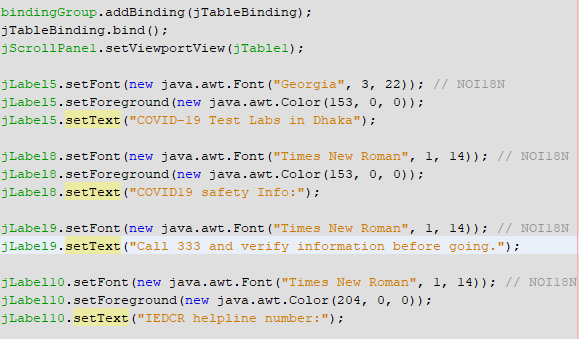 bindingGroup.addBinding(jTableBinding);
jTableBinding.bind();
jScrollPane1.setViewportView(jTable1);
jLabel5.setFont(new java.awt.Font("Georgia", 3, 22)); // NOI18N
jLabel5.setForeground(new java.awt.Color(153, 0, 0));
jLabel5.setText("COVID-19 Test Labs in Dhaka");
jLabel8.setFont(new java.awt.Font("Times New Roman", 1, 14)); // NOI18N
jLabel8.setForeground(new java.awt.Color(153, 0, 0));
jLabel8.setText("COVID19 safety Info:");
jLabel9.setFont(new java.awt.Font("Times New Roman", 1, 14)); // NOI18N
jLabel9.setText("Call 333 and verify information before going.");
jLabel10.setFont(new java.awt.Font("Times New Roman", 1, 14)); // NOI18N
jLabel10.setForeground(new java.awt.Color(204, 0, 0));
jLabel10.setText("IEDCR helpline number:");